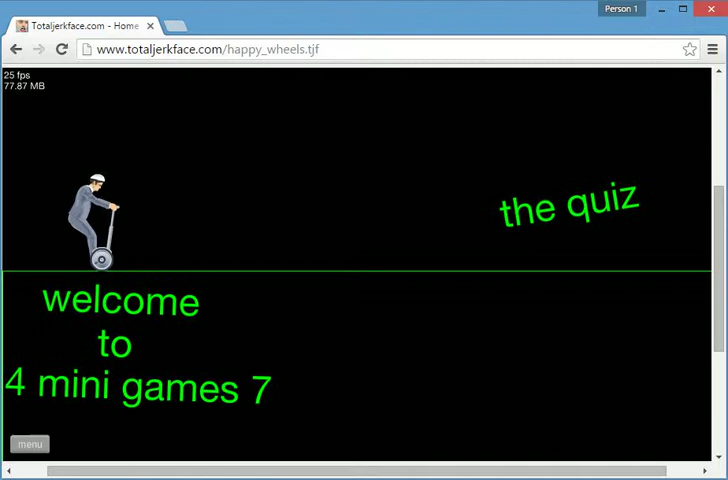 Person 1
Totaljerkface.com - Home
www.totaljerkface.com/happy_wheels.tjf
25 fps
77.87 MB
the quiz
welcome
to
4 mini games 7
menu